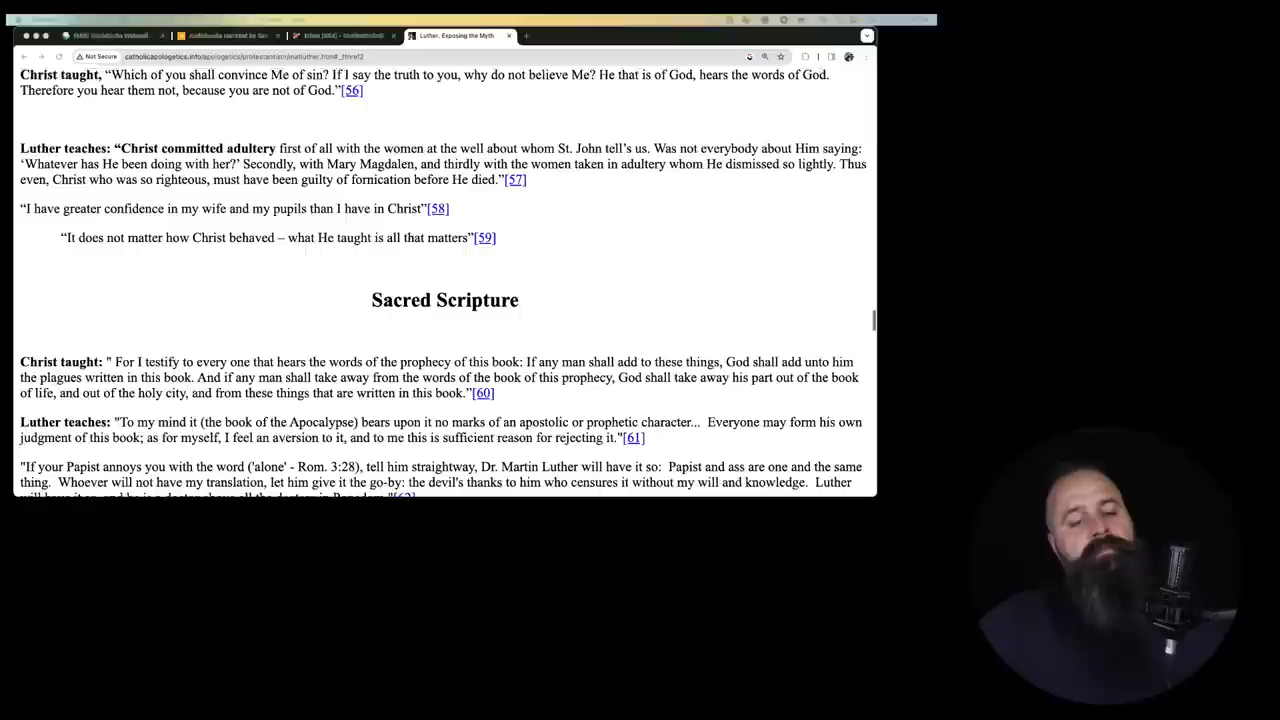 Luther, Exposing the Myth
Not Secure
catholicapologetics.info/apologetics/protestantism/matluther.htm#_ftnref2
Christ taught, “Which of you shall convince Me of sin? If I say the truth to you, why do not believe Me? He that is of God, hears the words of God.
Therefore you hear them not, because you are not of God.”[56]
Luther teaches: “Christ committed adultery first of all with the women at the well about whom St. John tell’s us. Was not everybody about Him saying:
‘Whatever has He been doing with her?’ Secondly, with Mary Magdalen, and thirdly with the women taken in adultery whom He dismissed so lightly. Thus
even, Christ who was so righteous, must have been guilty of fornication before He died.”[57]
“I have greater confidence in my wife and my pupils than I have in Christ”[58]
“It does not matter how Christ behaved – what He taught is all that matters”[59]
Sacred Scripture
Christ taught: " For I testify to every one that hears the words of the prophecy of this book: If any man shall add to these things, God shall add unto him
the plagues written in this book. And if any man shall take away from the words of the book of this prophecy, God shall take away his part out of the book
of life, and out of the holy city, and from these things that are written in this book.”[60]
Luther teaches: "To my mind it (the book of the Apocalypse) bears upon it no marks of an apostolic or prophetic character... Everyone may form his own
judgment of this book; as for myself, I feel an aversion to it, and to me this is sufficient reason for rejecting it."[61]
"If your Papist annoys you with the word ('alone' - Rom. 3:28), tell him straightway, Dr. Martin Luther will have it so: Papist and ass are one and the same
thing. Whoever will not have my translation, let him give it the go-by: the devil's thanks to him who censures it without my will and knowledge. Luther